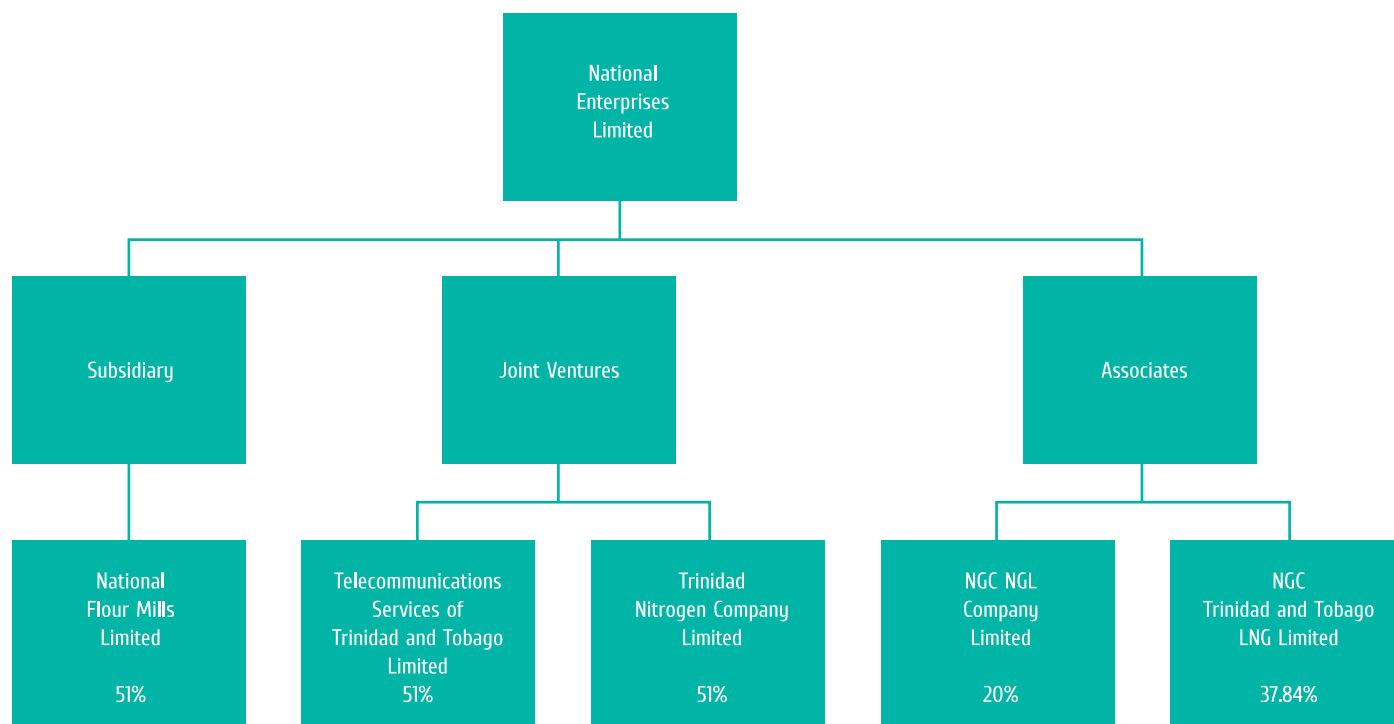 National
Enterprises
Limited
Subsidiary
Joint Ventures
Associates
National
Flour Mills
Limited
51%
Telecommunications
Services of
Trinidad and Tobago
Limited
51%
Trinidad
Nitrogen Company
Limited
51%
NGC NGL
Company
Limited
20%
NGC
Trinidad and Tobago
LNG Limited
37.84%